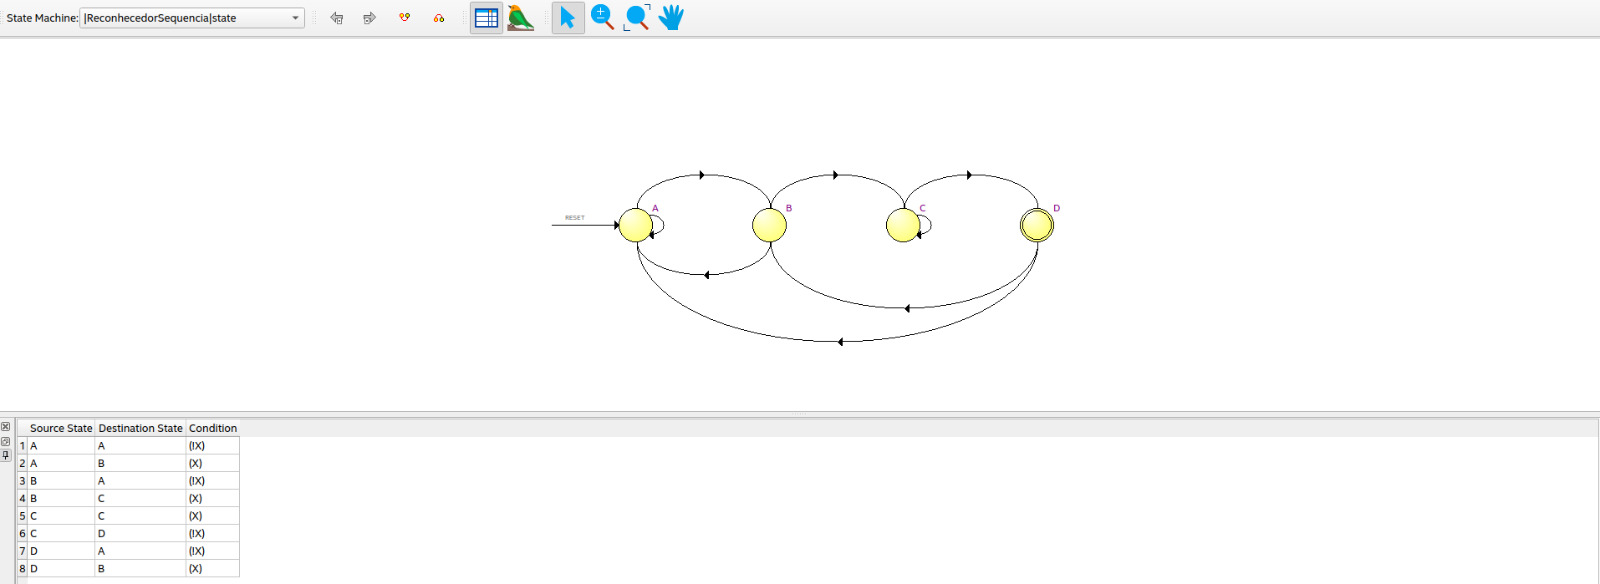 State Machine: |ReconhecedorSequencia|state
A B C D
RESET
Source State Destination State Condition
1 A A (!X)
2 A B (X)
3 B A (!X)
4 B C (X)
5 C C (X)
6 C D (!X)
7 D A (!X)
8 D B (X)